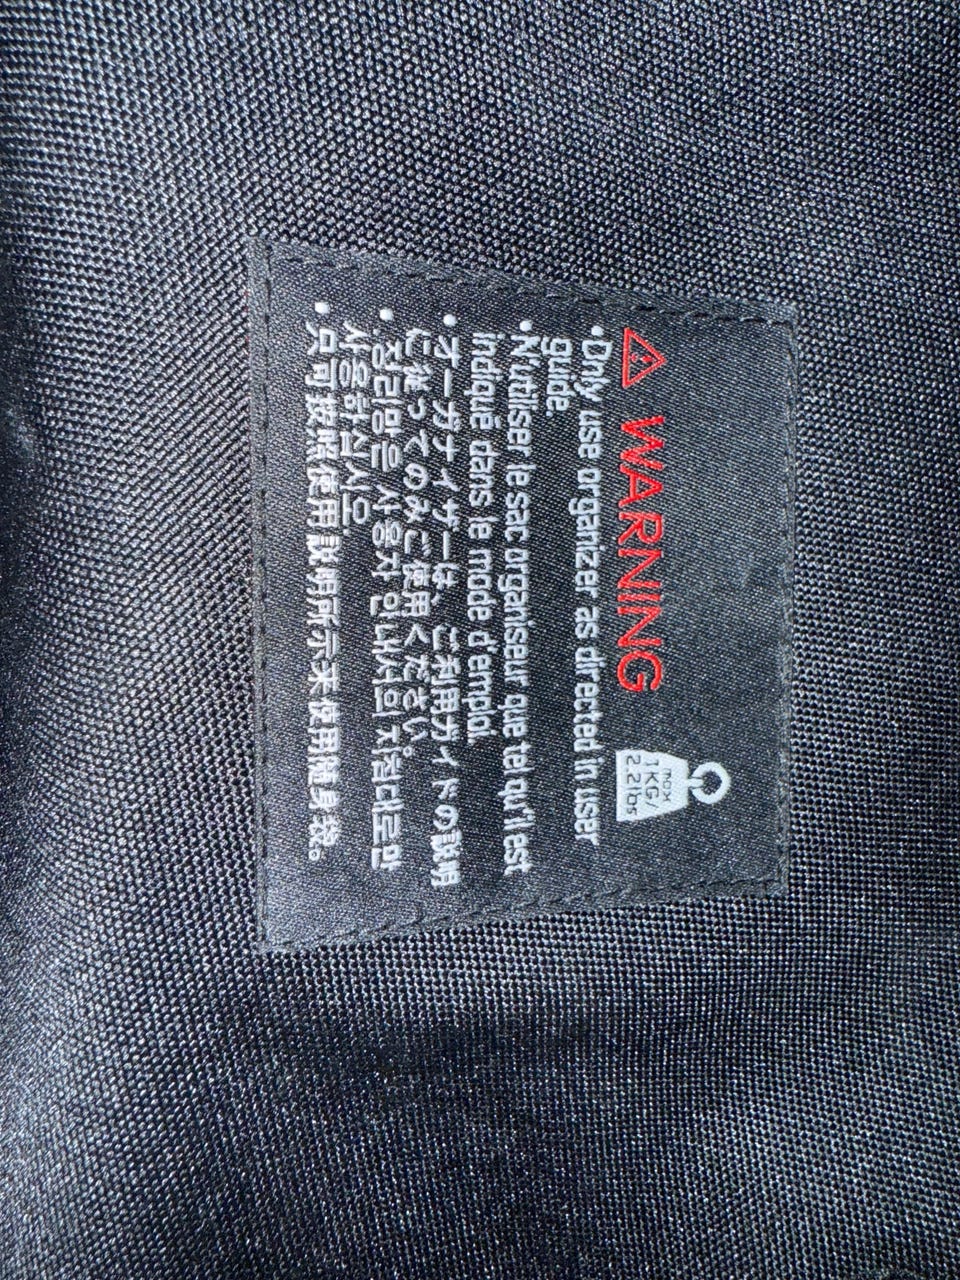 ⚠ WARNING
max
1KG/
2.2lbs
• Only use organizer as directed in user
guide.
• N'utiliser le sac organiseur que tel qu'il est
indiqué dans le mode d'emploi.
• オーガナイザーは、ご利用ガイドの説明
に従ってのみご使用ください。
• 정리망은 사용자 안내서의 지침대로만
사용하십시오
• 只可按照使用説明所示来使用随身袋。